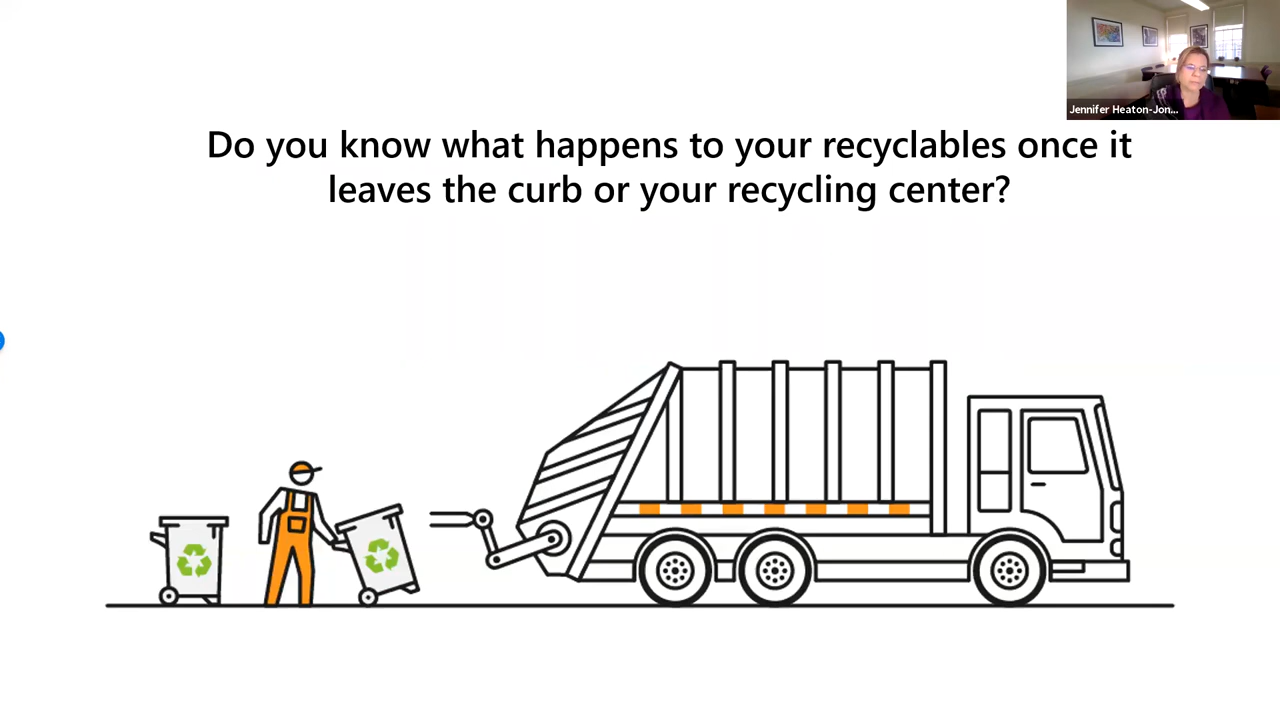 Jennifer Heaton-Jon...
Do you know what happens to your recyclables once it
leaves the curb or your recycling center?